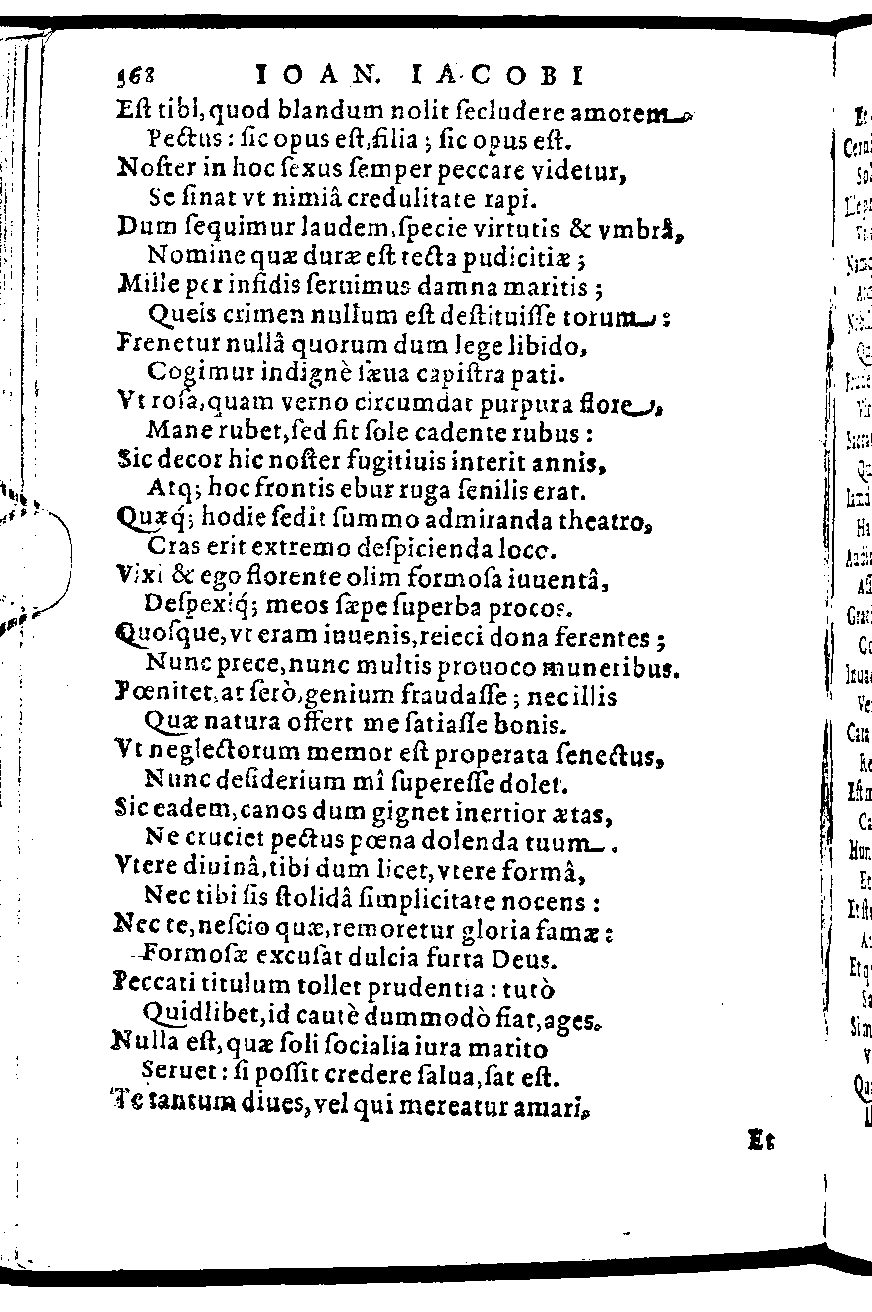 368 IOAN. IACOBI
Eſt tibi, quod blandum nolit ſecludere amorem
Pectus: ſic opus eſt, filia; ſic opus eſt.
Noſter in hoc ſexus ſemper peccare videtur,
Se ſinat vt nimiâ credulitate rapi.
Dum ſequimur laudem, ſpecie virtutis & vmbrâ,
Nomine quæ duræ eſt tecta pudicitiæ;
Mille per infidis ſeruimus damna maritis;
Queis crimen nullum eſt deſtituiſſe torum:
Frenetur nullâ quorum dum lege libido,
Cogimur indignè ſæua capiſtra pati.
Vt roſa, quam verno circumdat purpura flore,
Mane rubet, ſed fit ſole cadente rubus:
Sic decor hic noſter fugitiuis interit annis,
Atq; hoc frontis ebur ruga ſenilis erat.
Quæq́; hodie ſedit ſummo admiranda theatro,
Cras erit extremo deſpicienda loco.
Vixi & ego florente olim formoſa iuuentâ,
Deſpexiq́; meos ſæpe ſuperba procos.
Quoſque, vt eram iuuenis, reieci dona ferentes;
Nunc prece, nunc multis prouoco muneribus.
Pœnitet, at ſerò, genium fraudaſſe; nec illis
Quæ natura offert me ſatiaſſe bonis.
Vt neglectorum memor eſt properata ſenectus,
Nunc deſiderium mî ſupereſſe dolet.
Sic eadem, canos dum gignet inertior ætas,
Ne cruciet pectus pœna dolenda tuum.
Vtere diuinâ, tibi dum licet, vtere formâ,
Nec tibi ſis ſtolidâ ſimplicitate nocens:
Nec te, neſcio quæ, remoretur gloria famæ:
Formoſæ excuſat dulcia furta Deus.
Peccati titulum tollet prudentia: tutò
Quidlibet, id cautè dummodò fiat, ages.
Nulla eſt, quæ ſoli ſocialia iura marito
Seruet: ſi poſſit credere ſalua, ſat eſt.
Te tantum diues, vel qui mereatur amari,
Et